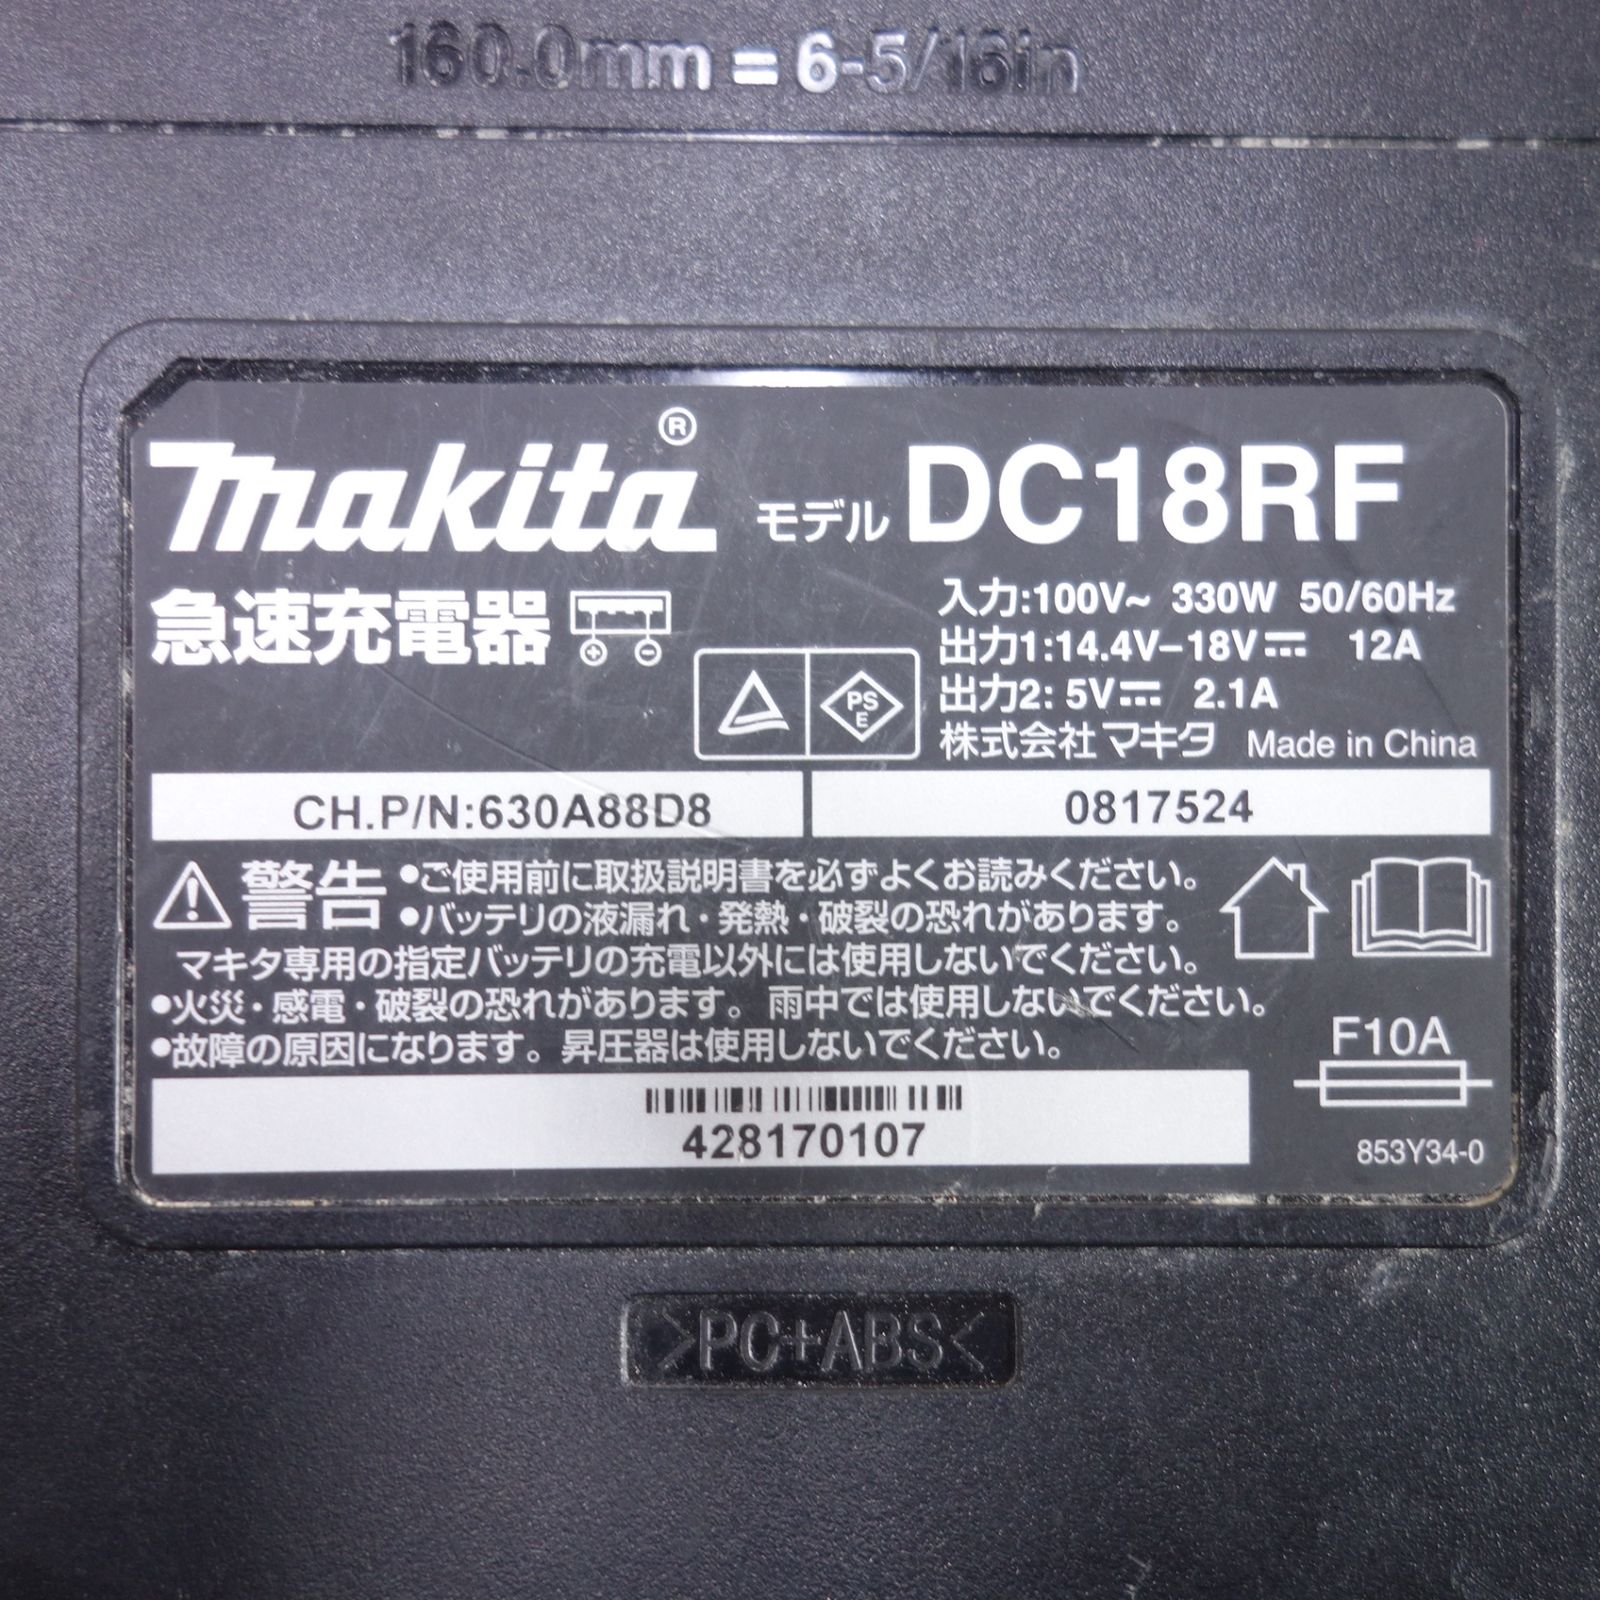 160.0mm = 6-5/16in
makita® モデル DC18RF
急速充電器
入力:100V~ 330W 50/60Hz
出力1:14.4V–18V⎓ 12A
出力2: 5V⎓ 2.1A
PS
E
株式会社マキタ Made in China
CH.P/N:630A88D8 0817524
警告 •ご使用前に取扱説明書を必ずよくお読みください。
•バッテリの液漏れ・発熱・破裂の恐れがあります。
マキタ専用の指定バッテリの充電以外には使用しないでください。
•火災・感電・破裂の恐れがあります。雨中では使用しないでください。
•故障の原因になります。昇圧器は使用しないでください。
F10A
428170107
853Y34-0
>PC+ABS<